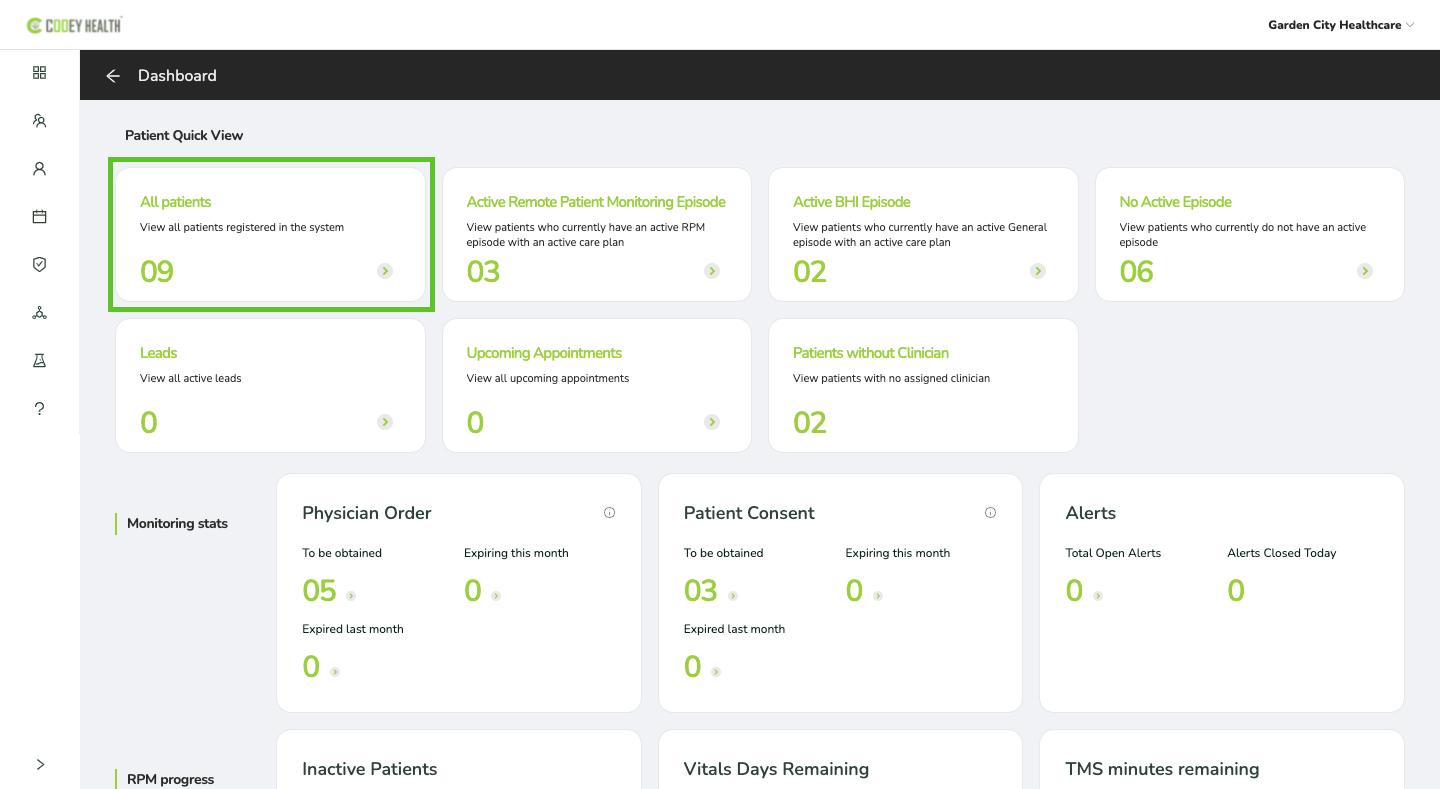 COOEY HEALTH
Garden City Healthcare
Dashboard
Patient Quick View
All patients
View all patients registered in the system
09
Active Remote Patient Monitoring Episode
View patients who currently have an active RPM
episode with an active care plan
03
Active BHI Episode
View patients who currently have an active General
episode with an active care plan
02
No Active Episode
View patients who currently do not have an active
episode
06
Leads
View all active leads
0
Upcoming Appointments
View all upcoming appointments
0
Patients without Clinician
View patients with no assigned clinician
02
Monitoring stats
Physician Order
To be obtained
05
Expiring this month
0
Expired last month
0
Patient Consent
To be obtained
03
Expiring this month
0
Expired last month
0
Alerts
Total Open Alerts
0
Alerts Closed Today
0
RPM progress
Inactive Patients
Vitals Days Remaining
TMS minutes remaining